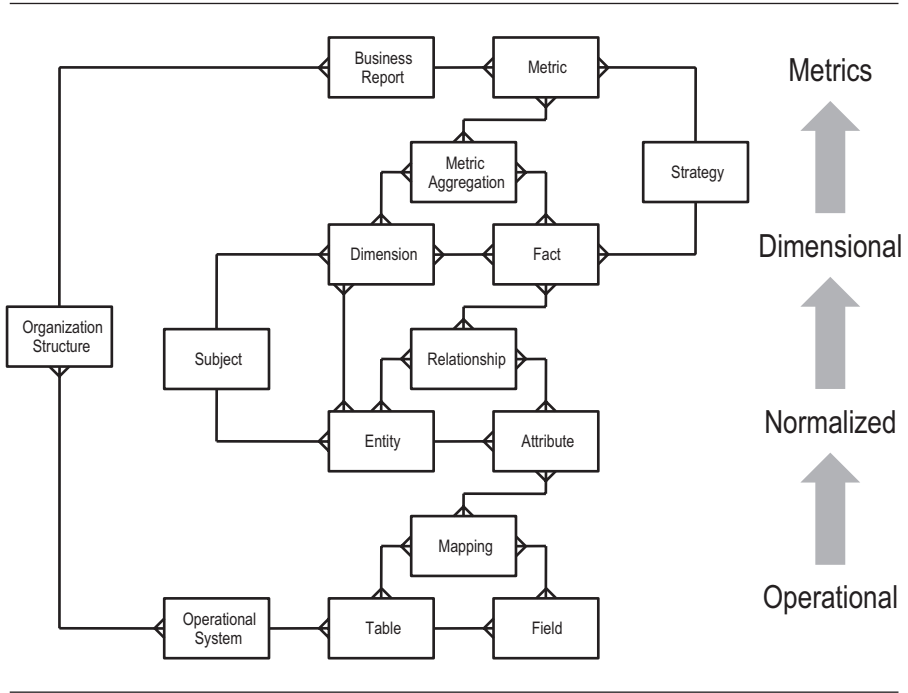 Business
Report
Metric
Metrics
Metric
Aggregation
Strategy
Dimension
Fact
Dimensional
Organization
Structure
Subject
Relationship
Entity
Attribute
Normalized
Mapping
Operational
System
Table
Field
Operational